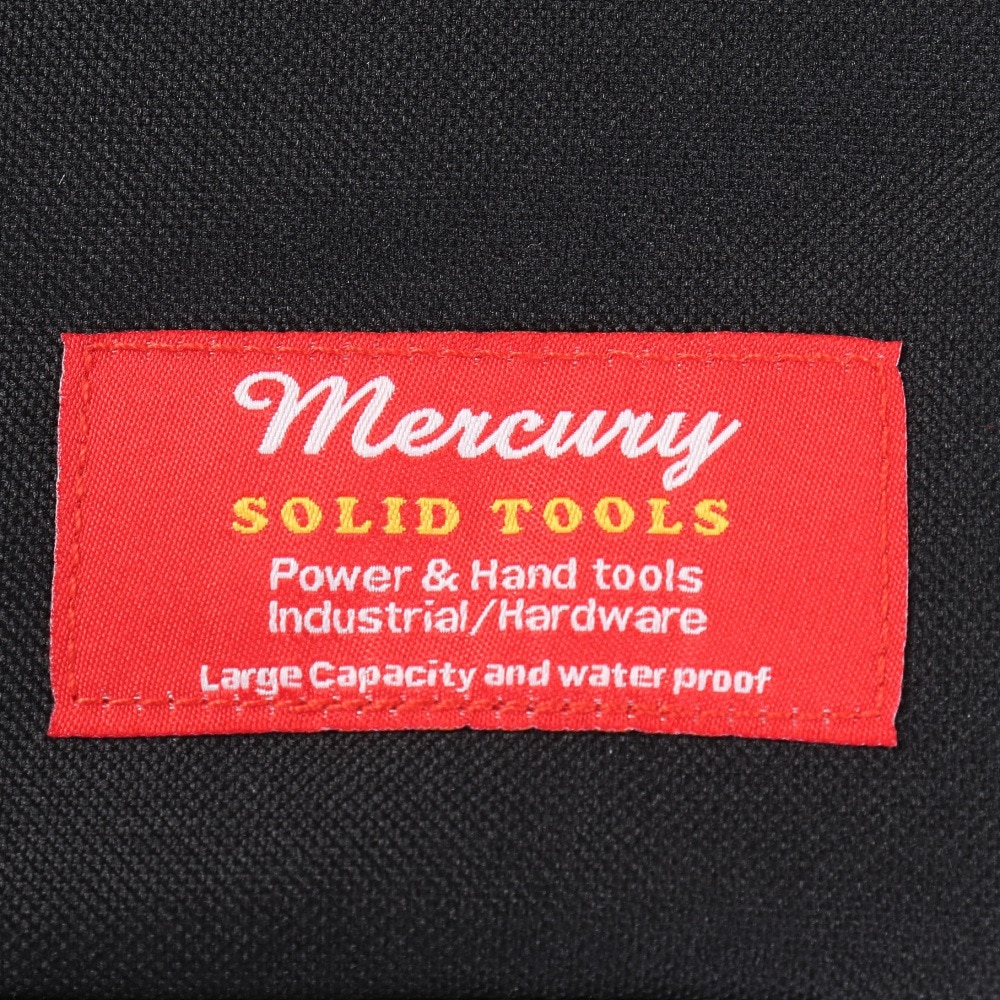 Mercury
SOLID TOOLS
Power & Hand tools
Industrial/Hardware
Large Capacity and water proof